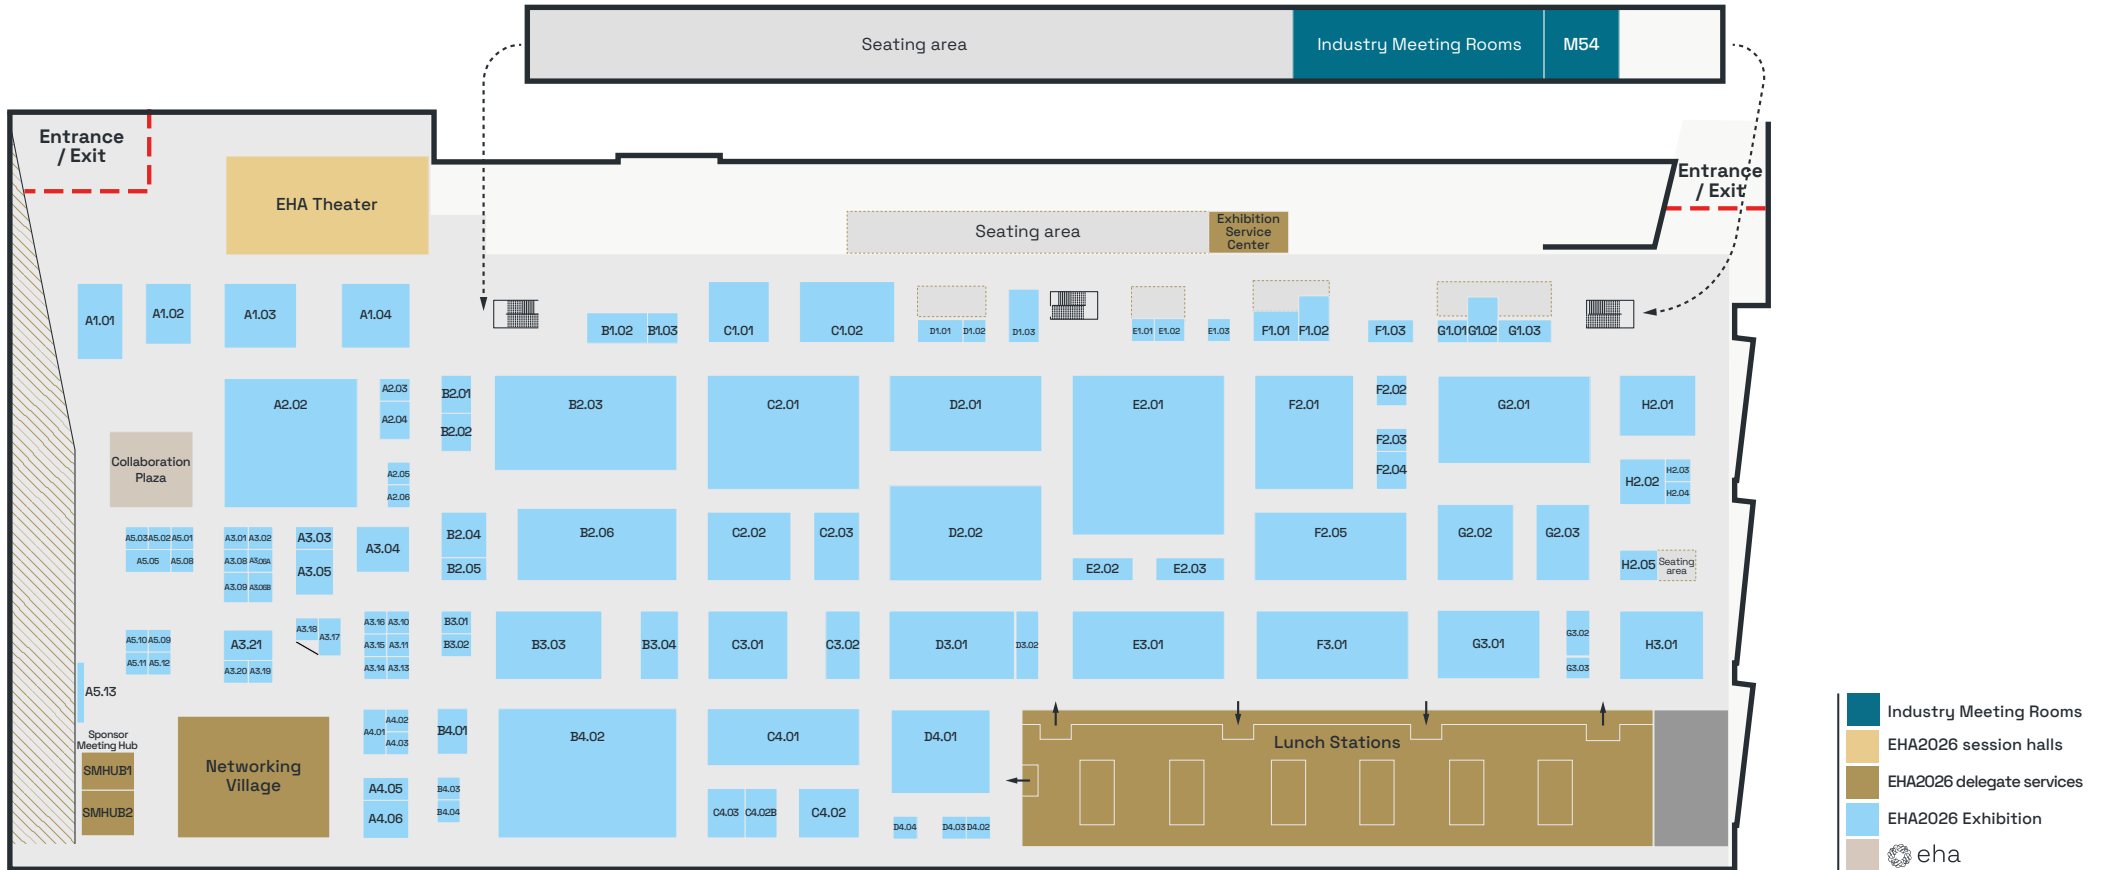 Seating area
Industry Meeting Rooms
M54
Entrance
/ Exit
EHA Theater
Seating area
Exhibition
Service
Center
Entrance
/ Exit
A1.01
A1.02
A1.03
A1.04
B1.02
B1.03
C1.01
C1.02
D1.01
D1.02
D1.03
E1.01
E1.02
E1.03
F1.01
F1.02
F1.03
G1.01
G1.02
G1.03
A2.02
A2.03
A2.04
A2.05
A2.06
B2.01
B2.02
B2.03
C2.01
D2.01
E2.01
F2.01
F2.02
F2.03
F2.04
G2.01
H2.01
H2.02
H2.03
H2.04
Collaboration
Plaza
A5.03
A5.02
A5.01
A5.05
A5.08
A3.01
A3.02
A3.08
A3.06A
A3.09
A3.06B
A3.03
A3.05
A3.04
B2.04
B2.05
B2.06
C2.02
C2.03
D2.02
E2.02
E2.03
F2.05
G2.02
G2.03
H2.05
Seating
area
A5.10
A5.09
A5.11
A5.12
A3.21
A3.20
A3.19
A3.18
A3.17
A3.16
A3.10
A3.15
A3.11
A3.14
A3.13
B3.01
B3.02
B3.03
B3.04
C3.01
C3.02
D3.01
D3.02
E3.01
F3.01
G3.01
G3.02
G3.03
H3.01
A5.13
Sponsor
Meeting Hub
SMHUB1
SMHUB2
Networking
Village
A4.01
A4.02
A4.03
A4.05
A4.06
B4.01
B4.03
B4.04
B4.02
C4.01
C4.03
C4.02B
C4.02
D4.01
D4.04
D4.03
D4.02
Lunch Stations
Industry Meeting Rooms
EHA2026 session halls
EHA2026 delegate services
EHA2026 Exhibition
eha